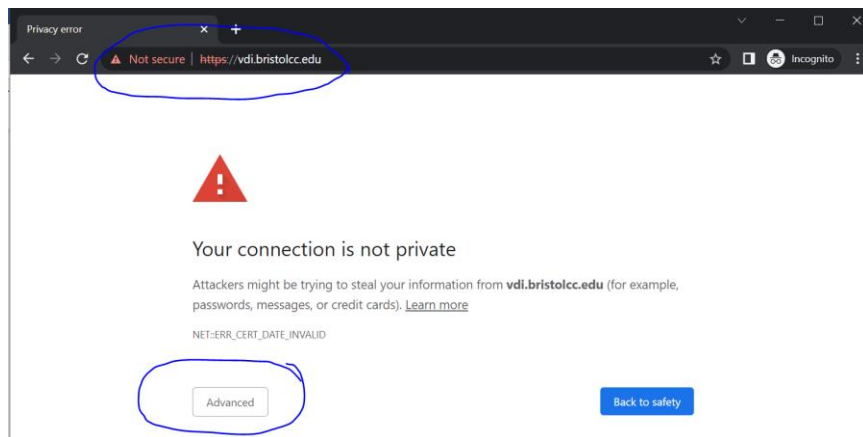 Privacy error
Not secure | https://vdi.bristolcc.edu
Incognito
Your connection is not private
Attackers might be trying to steal your information from vdi.bristolcc.edu (for example,
passwords, messages, or credit cards). Learn more
NET::ERR_CERT_DATE_INVALID
Advanced
Back to safety